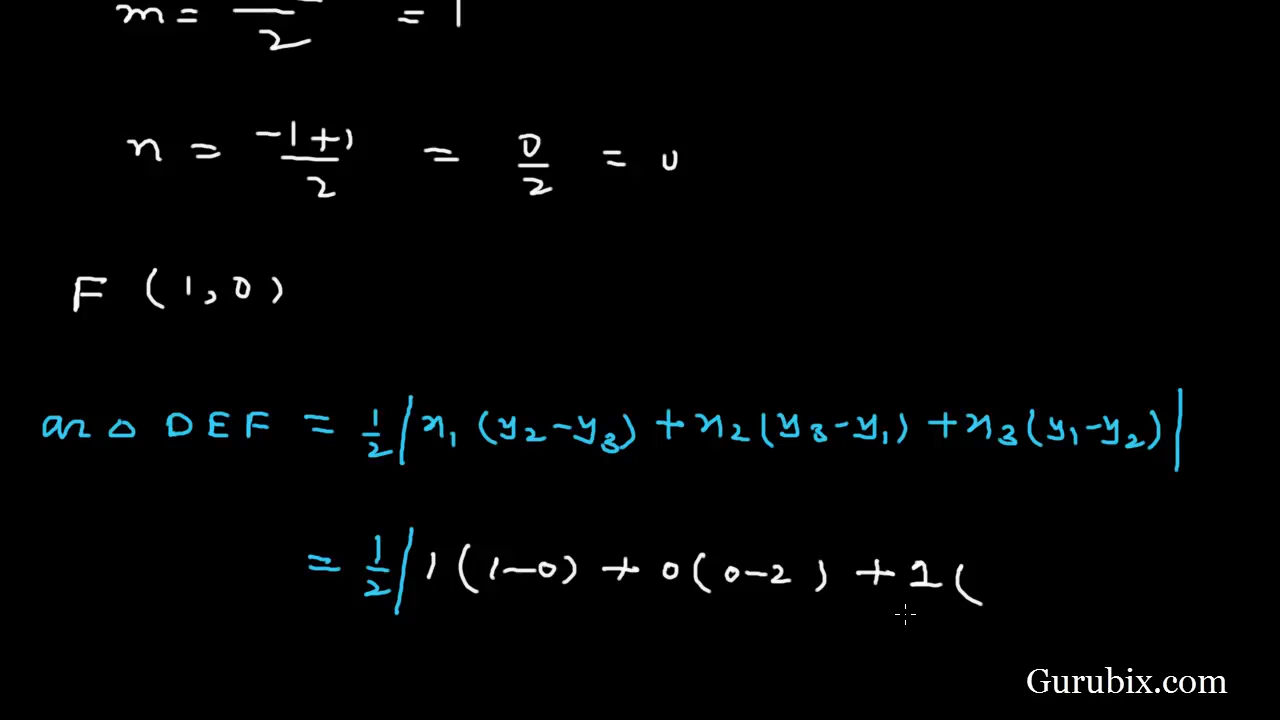 m = 2 = 1
n = -1+1/2 = 0/2 = 0
F (1,0)
ar △ DEF = 1/2 |x₁(y₂-y₃)+x₂(y₃-y₁)+x₃(y₁-y₂)|
= 1/2 | 1(1-0) + 0(0-2) + 1(
Gurubix.com